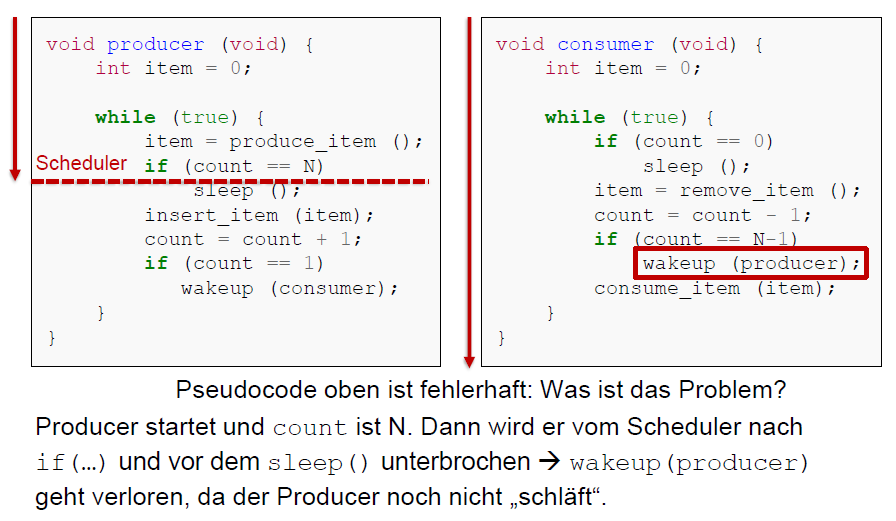 void producer (void) {
int item = 0;
while (true) {
item = produce_item ();
Scheduler
if (count == N)
sleep ();
insert_item (item);
count = count + 1;
if (count == 1)
wakeup (consumer);
}
}
void consumer (void) {
int item = 0;
while (true) {
if (count == 0)
sleep ();
item = remove_item ();
count = count - 1;
if (count == N-1)
wakeup (producer);
consume_item (item);
}
}
Pseudocode oben ist fehlerhaft: Was ist das Problem?
Producer startet und count ist N. Dann wird er vom Scheduler nach
if(…) und vor dem sleep() unterbrochen → wakeup(producer)
geht verloren, da der Producer noch nicht „schläft“.